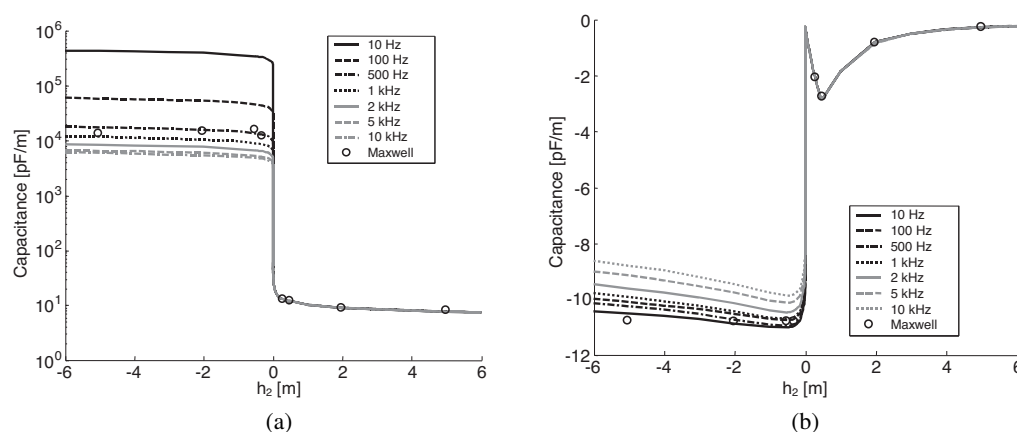 10^6
10^5
10^4
10^3
10^2
10^1
10^0
Capacitance [pF/m]
-6 -4 -2 0 2 4 6
h_2 [m]
10 Hz
100 Hz
500 Hz
1 kHz
2 kHz
5 kHz
10 kHz
Maxwell
(a)
0
-2
-4
-6
-8
-10
-12
Capacitance [pF/m]
-6 -4 -2 0 2 4 6
h_2 [m]
10 Hz
100 Hz
500 Hz
1 kHz
2 kHz
5 kHz
10 kHz
Maxwell
(b)